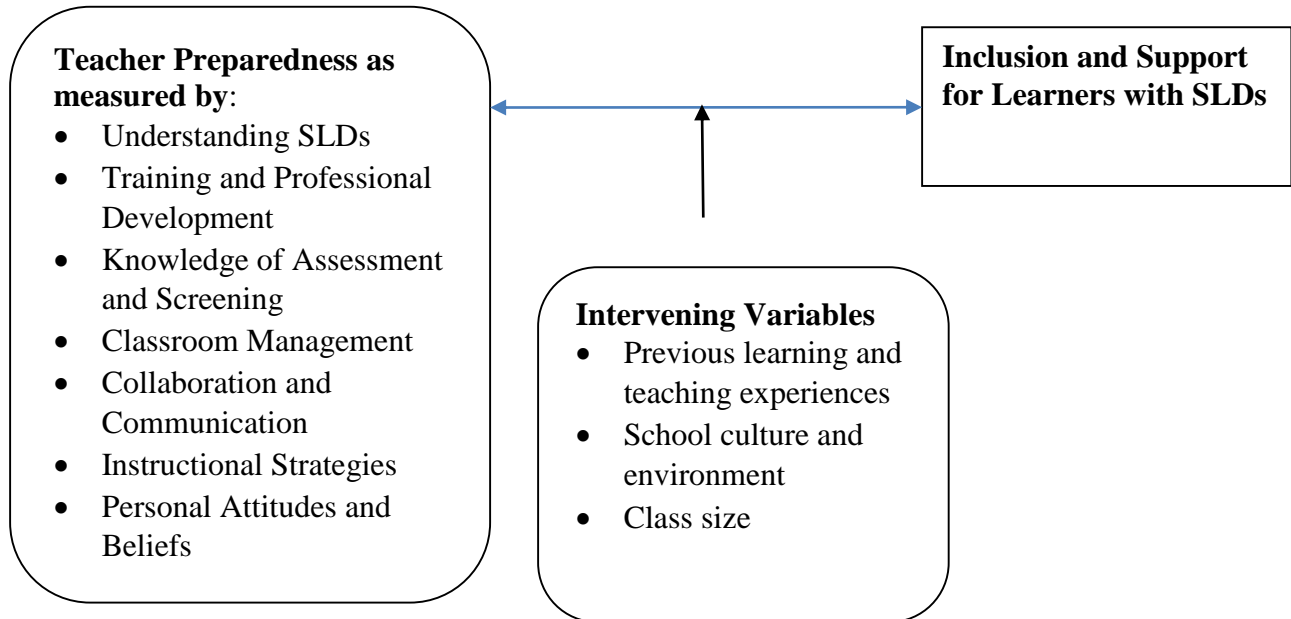 Teacher Preparedness as
measured by:
• Understanding SLDs
• Training and Professional
Development
• Knowledge of Assessment
and Screening
• Classroom Management
• Collaboration and
Communication
• Instructional Strategies
• Personal Attitudes and
Beliefs
Inclusion and Support
for Learners with SLDs
Intervening Variables
• Previous learning and
teaching experiences
• School culture and
environment
• Class size